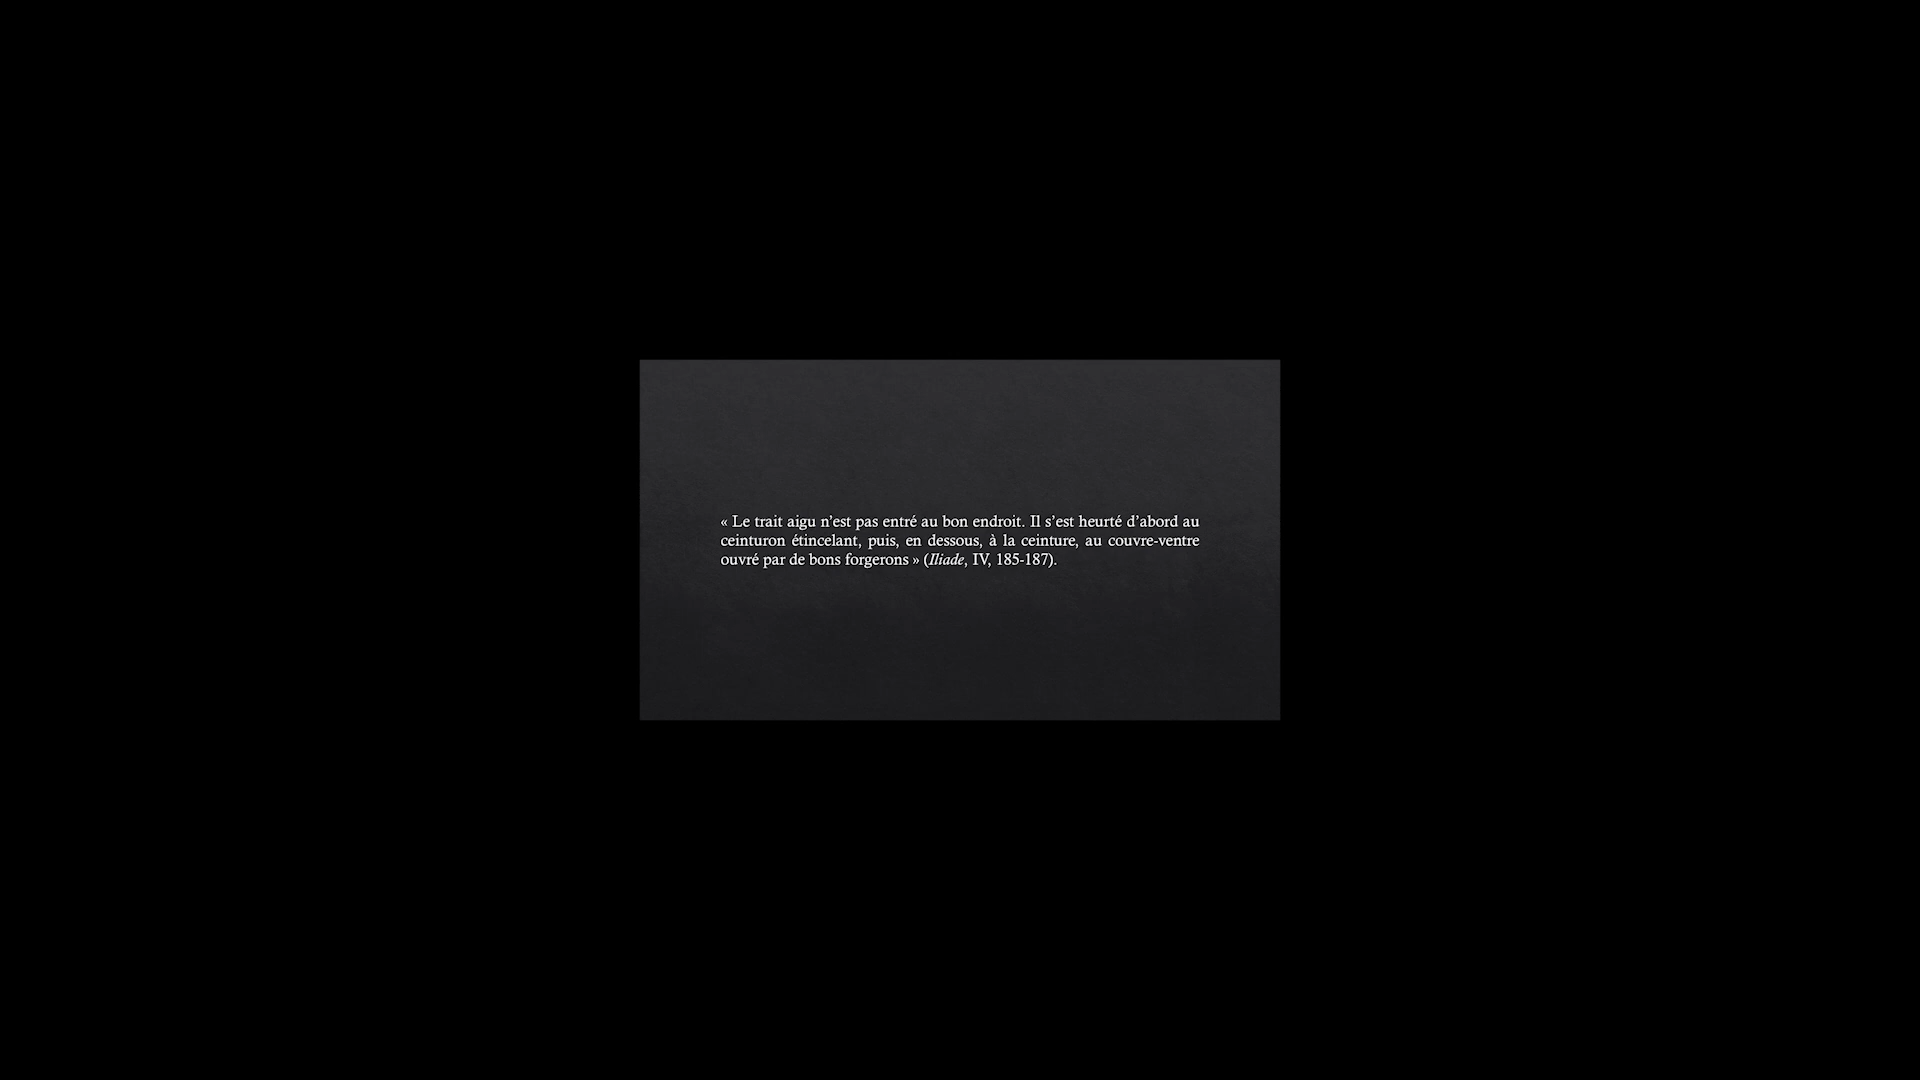 « Le trait aigu n’est pas entré au bon endroit. Il s’est heurté d’abord au
ceinturon étincelant, puis, en dessous, à la ceinture, au couvre-ventre
ouvré par de bons forgerons » (Iliade, IV, 185-187).